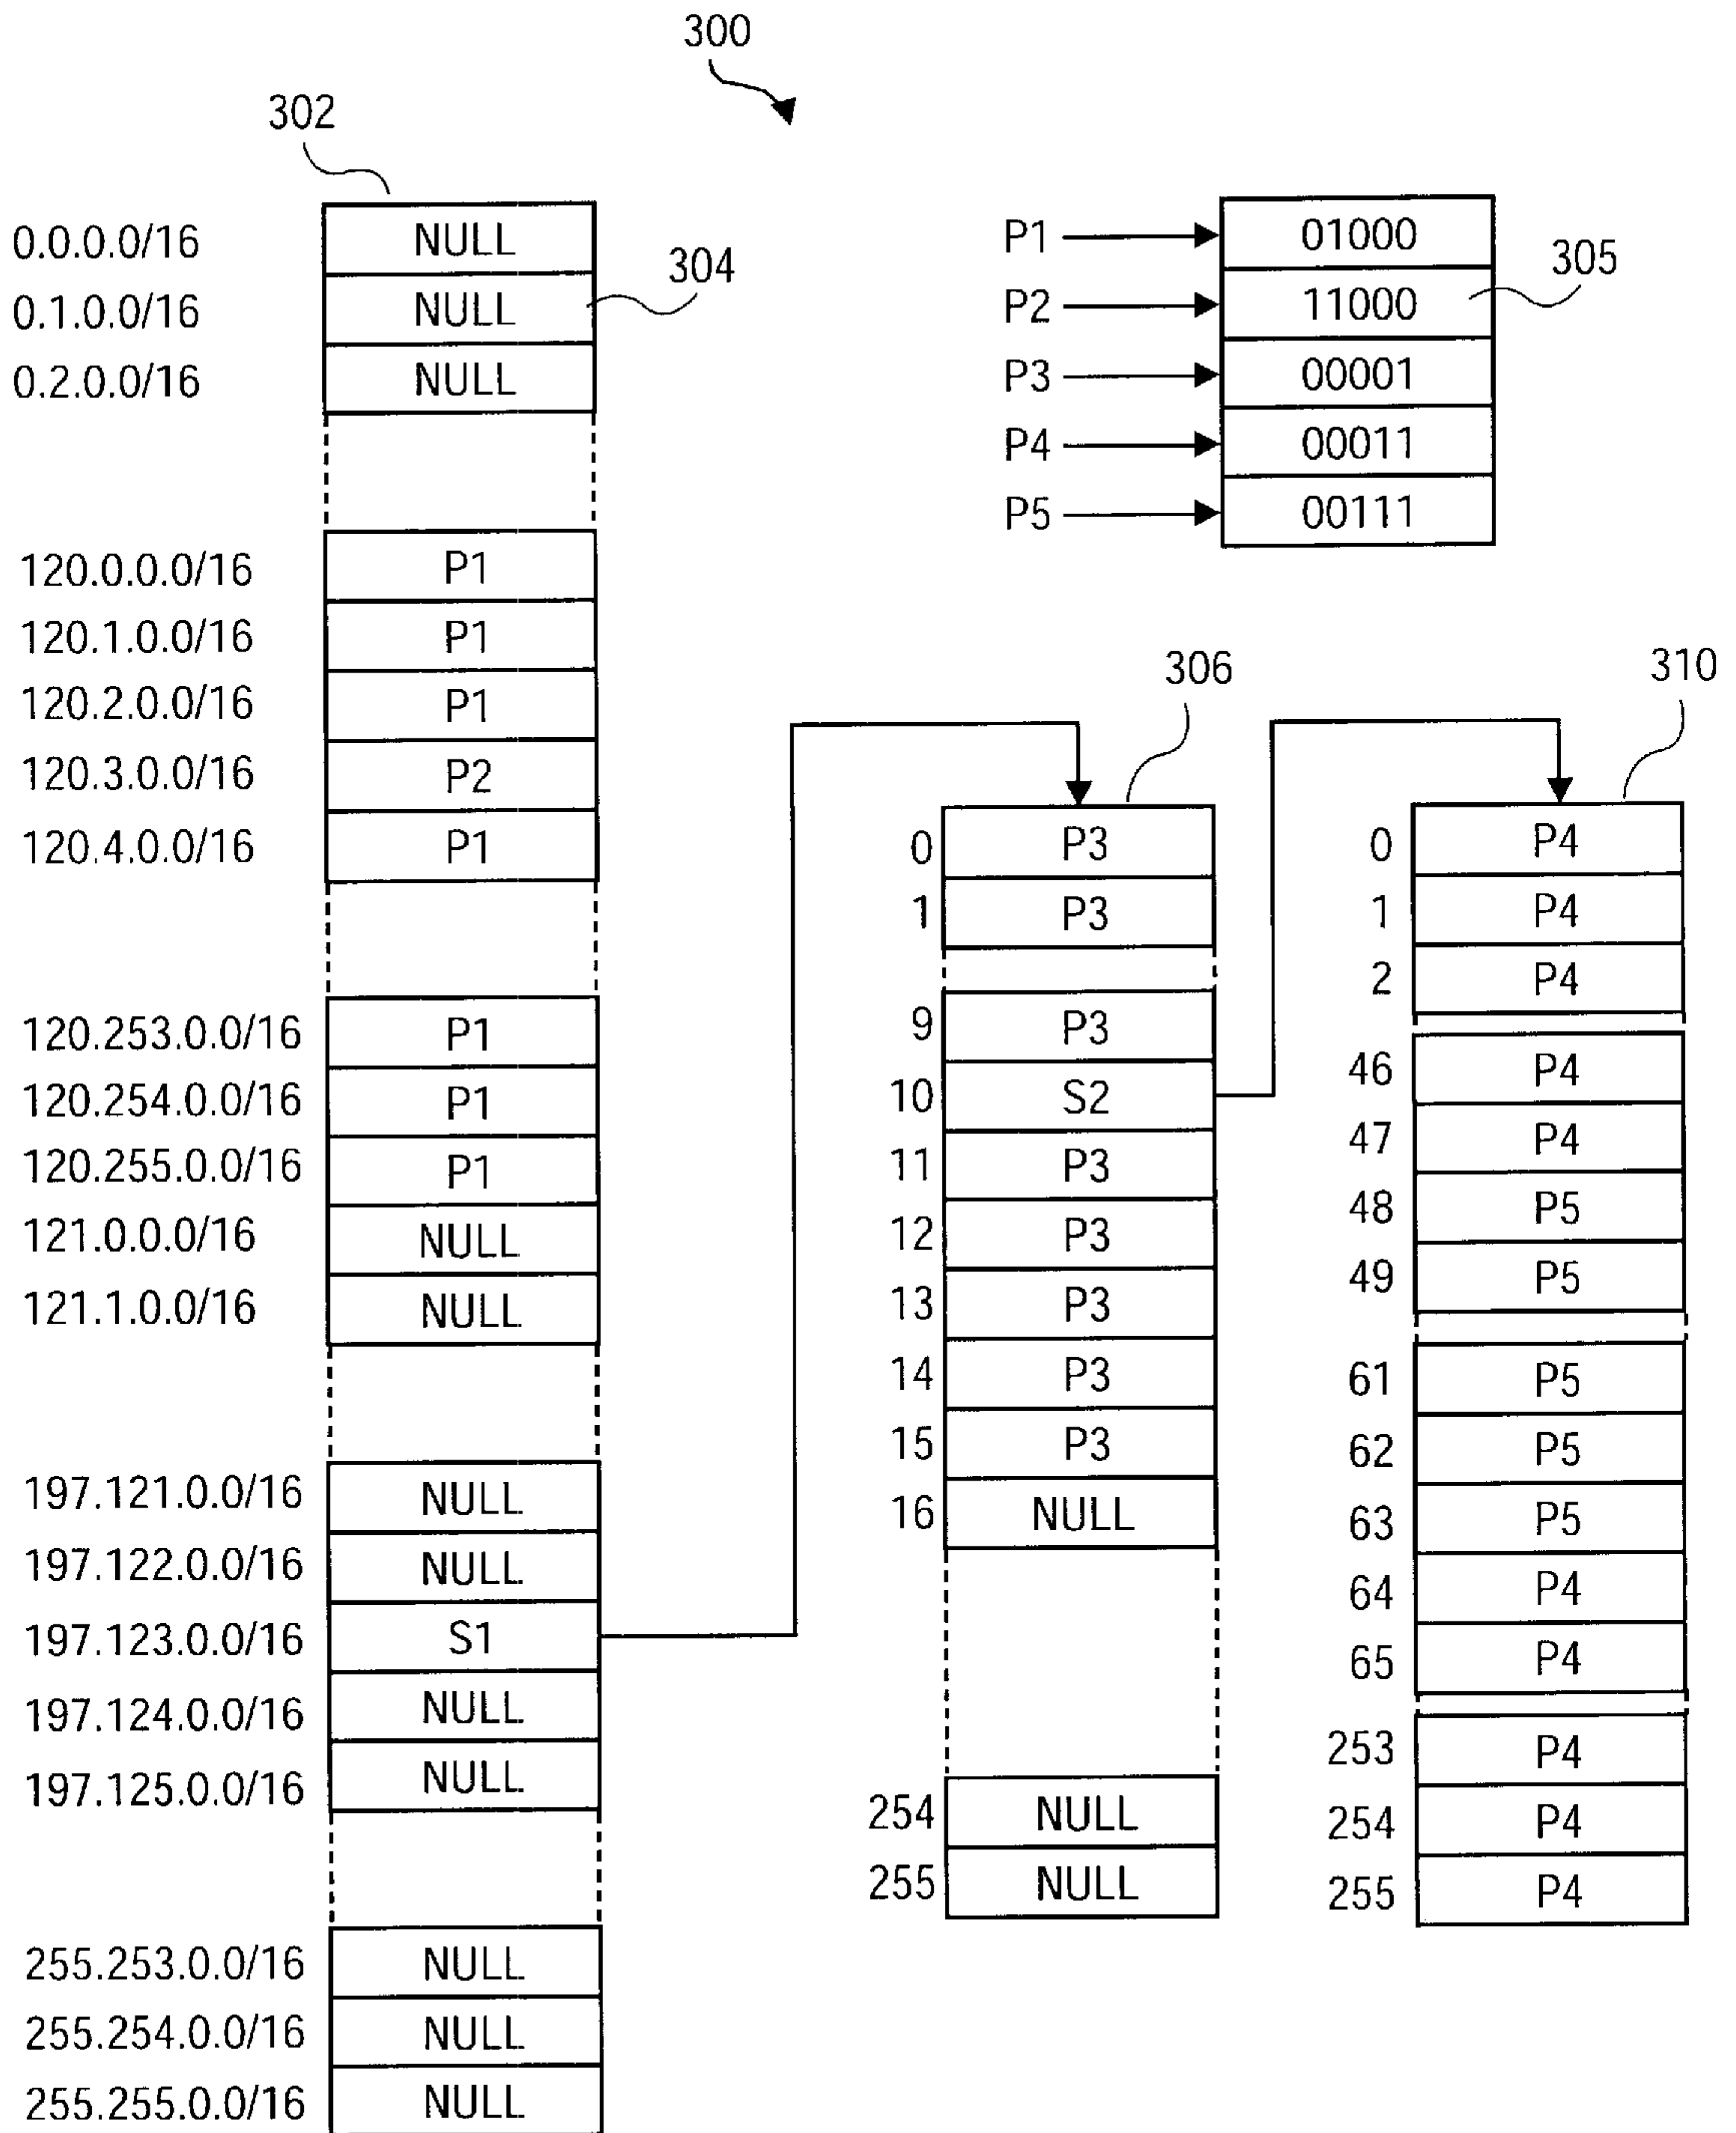 300
302
0.0.0.0/16 NULL
0.1.0.0/16 NULL
304
0.2.0.0/16 NULL
P1 01000
P2 11000
305
P3 00001
P4 00011
P5 00111
120.0.0.0/16 P1
120.1.0.0/16 P1
120.2.0.0/16 P1
120.3.0.0/16 P2
120.4.0.0/16 P1
120.253.0.0/16 P1
120.254.0.0/16 P1
120.255.0.0/16 P1
121.0.0.0/16 NULL
121.1.0.0/16 NULL
197.121.0.0/16 NULL
197.122.0.0/16 NULL
197.123.0.0/16 S1
197.124.0.0/16 NULL
197.125.0.0/16 NULL
255.253.0.0/16 NULL
255.254.0.0/16 NULL
255.255.0.0/16 NULL
306
0 P3
1 P3
9 P3
10 S2
11 P3
12 P3
13 P3
14 P3
15 P3
16 NULL
254 NULL
255 NULL
310
0 P4
1 P4
2 P4
46 P4
47 P4
48 P5
49 P5
61 P5
62 P5
63 P5
64 P4
65 P4
253 P4
254 P4
255 P4